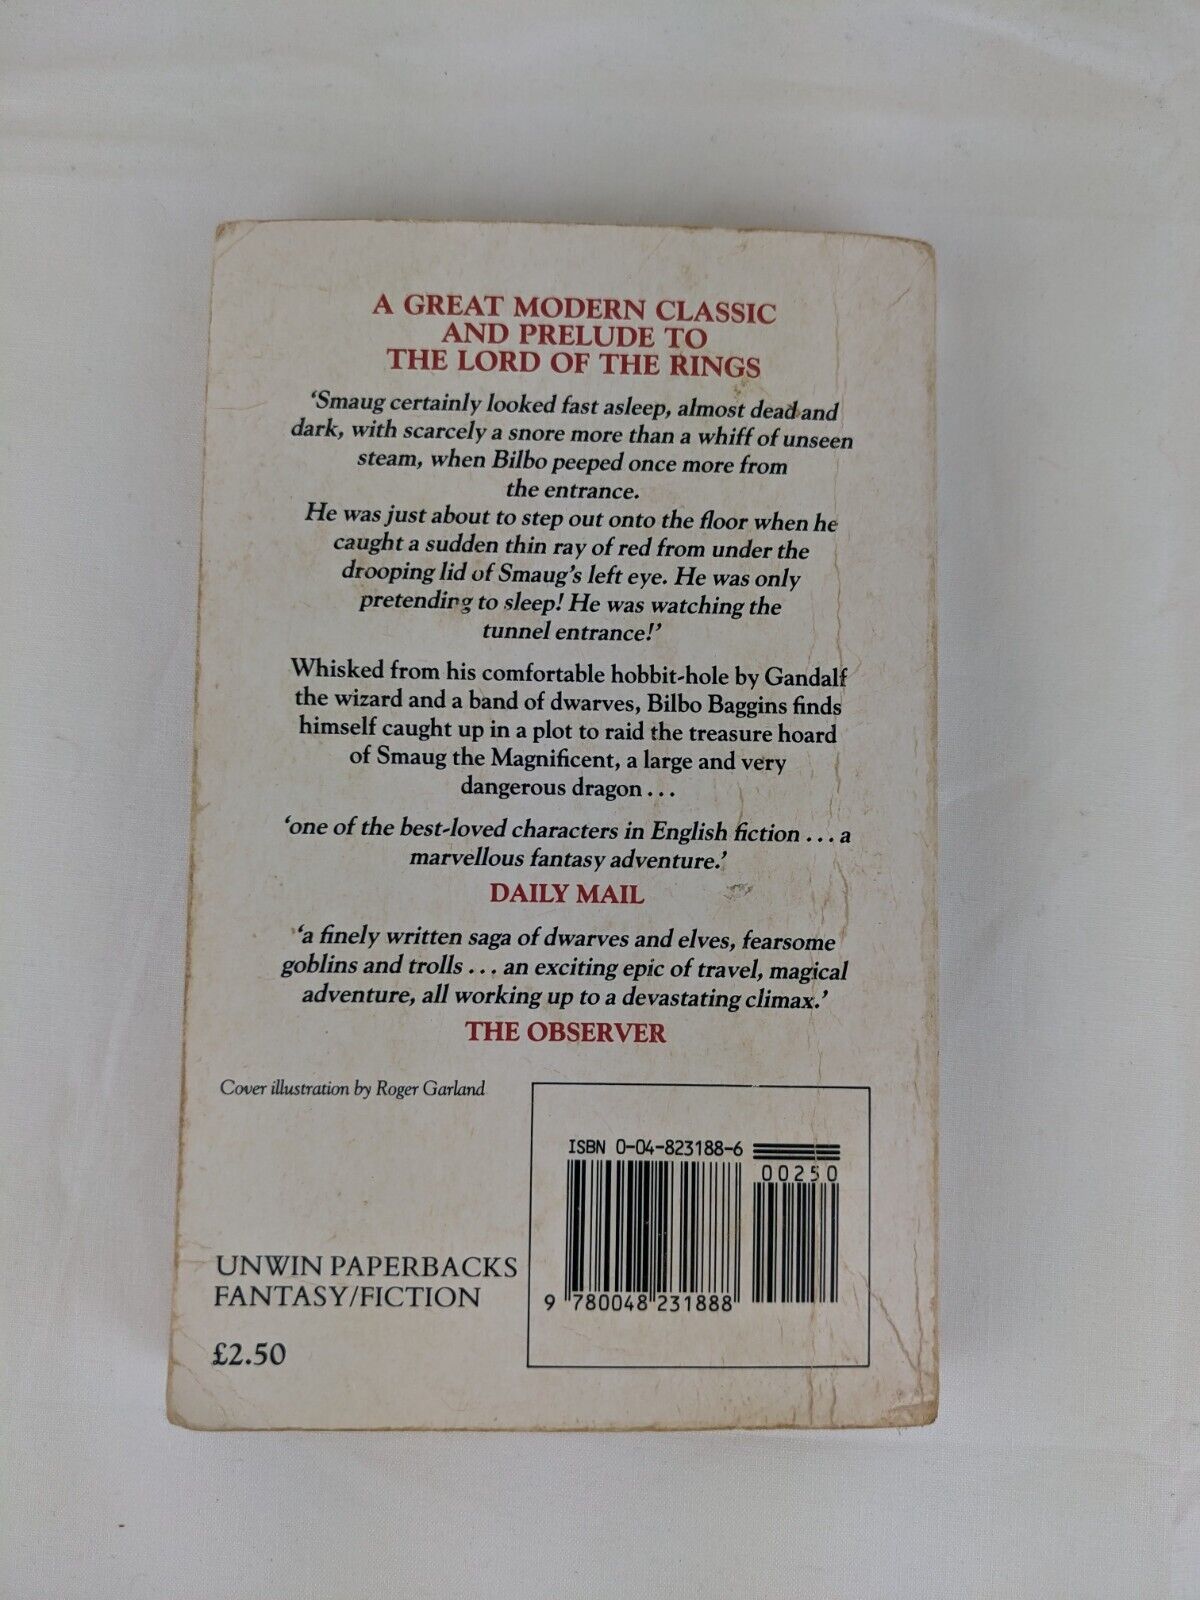 A GREAT MODERN CLASSIC
AND PRELUDE TO
THE LORD OF THE RINGS
‘Smaug certainly looked fast asleep, almost dead and
dark, with scarcely a snore more than a whiff of unseen
steam, when Bilbo peeped once more from
the entrance.
He was just about to step out onto the floor when he
caught a sudden thin ray of red from under the
drooping lid of Smaug's left eye. He was only
pretending to sleep! He was watching the
tunnel entrance!’
Whisked from his comfortable hobbit-hole by Gandalf
the wizard and a band of dwarves, Bilbo Baggins finds
himself caught up in a plot to raid the treasure hoard
of Smaug the Magnificent, a large and very
dangerous dragon . . .
‘one of the best-loved characters in English fiction . . . a
marvellous fantasy adventure.’
DAILY MAIL
‘a finely written saga of dwarves and elves, fearsome
goblins and trolls . . . an exciting epic of travel, magical
adventure, all working up to a devastating climax.’
THE OBSERVER
Cover illustration by Roger Garland
ISBN 0-04-823188-6
00250
9 780048 231888
UNWIN PAPERBACKS
FANTASY/FICTION
£2.50